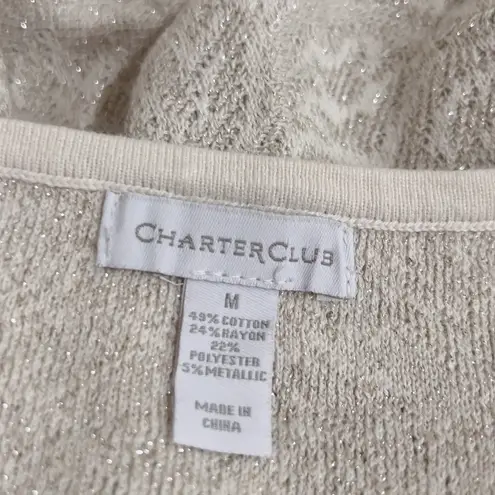 CHARTER CLUB
M
49% COTTON
24% RAYON
22%
POLYESTER
5% METALLIC
MADE IN
CHINA